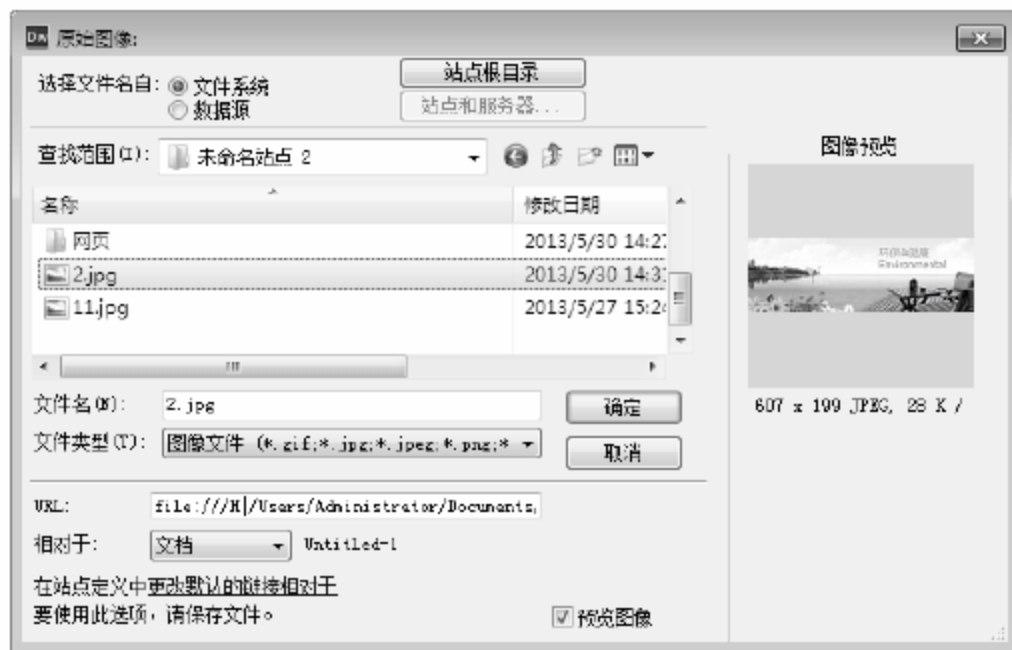 Dw 原始图像:
选择文件名自: 文件系统
数据源
站点根目录
站点和服务器...
查找范围(I): 未命名站点 2
名称 修改日期
网页 2013/5/30 14:27
2.jpg 2013/5/30 14:3
11.jpg 2013/5/27 15:2
文件名(N): 2.jpg
确定
文件类型(T): 图像文件 (*.gif;*.jpg;*.jpeg;*.png;*
取消
URL: file:///H|/Users/Administrator/Documents/
相对于: 文档 Untitled-1
在站点定义中更改默认的链接相对于
要使用此选项，请保存文件。
预览图像
图像预览
Environmental
607 x 199 JPEG, 28 K /